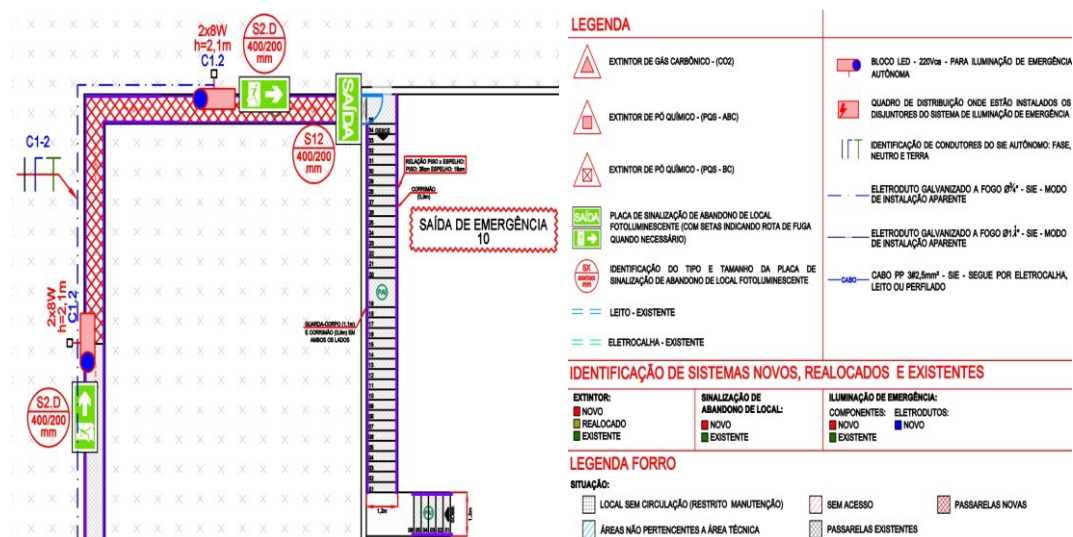 2x8W
h=2,1m
C1.2
S2.D
400/200
mm
SAÍDA
C1-2
S12
400/200
mm
34 DESCE
RELAÇÃO PISO x ESPELHO:
CORRIMÃO
SAÍDA DE EMERGÊNCIA
10
GUARDA-CORPO (1,1m)
E CORRIMÃO (0,9m) EM
AMBOS OS LADOS
2x8W
h=2,1m
C1.2
S2.D
400/200
mm
1,2m
LEGENDA
EXTINTOR DE GÁS CARBÔNICO - (CO2)
EXTINTOR DE PÓ QUÍMICO - (PQS - ABC)
EXTINTOR DE PÓ QUÍMICO - (PQS - BC)
SAÍDA
PLACA DE SINALIZAÇÃO DE ABANDONO DE LOCAL
FOTOLUMINESCENTE (COM SETAS INDICANDO ROTA DE FUGA
QUANDO NECESSÁRIO)
SX
xxx/xxx
mm
IDENTIFICAÇÃO DO TIPO E TAMANHO DA PLACA DE
SINALIZAÇÃO DE ABANDONO DE LOCAL FOTOLUMINESCENTE
LEITO - EXISTENTE
ELETROCALHA - EXISTENTE
BLOCO LED - 220Vca - PARA ILUMINAÇÃO DE EMERGÊNCIA
AUTÔNOMA
QUADRO DE DISTRIBUIÇÃO ONDE ESTÃO INSTALADOS OS
DISJUNTORES DO SISTEMA DE ILUMINAÇÃO DE EMERGÊNCIA
IDENTIFICAÇÃO DE CONDUTORES DO SIE AUTÔNOMO: FASE,
NEUTRO E TERRA
ELETRODUTO GALVANIZADO A FOGO Ø¾" - SIE - MODO
DE INSTALAÇÃO APARENTE
ELETRODUTO GALVANIZADO A FOGO - SIE - MODO
DE INSTALAÇÃO APARENTE
CABO
CABO PP 3#2,5mm² - SIE - SEGUE POR ELETROCALHA,
LEITO OU PERFILADO
IDENTIFICAÇÃO DE SISTEMAS NOVOS, REALOCADOS E EXISTENTES
EXTINTOR:
NOVO
REALOCADO
EXISTENTE
SINALIZAÇÃO DE
ABANDONO DE LOCAL:
NOVO
EXISTENTE
ILUMINAÇÃO DE EMERGÊNCIA:
COMPONENTES: ELETRODUTOS:
NOVO NOVO
EXISTENTE
LEGENDA FORRO
SITUAÇÃO:
LOCAL SEM CIRCULAÇÃO (RESTRITO MANUTENÇÃO)
SEM ACESSO
PASSARELAS NOVAS
ÁREAS NÃO PERTENCENTES A ÁREA TÉCNICA
PASSARELAS EXISTENTES